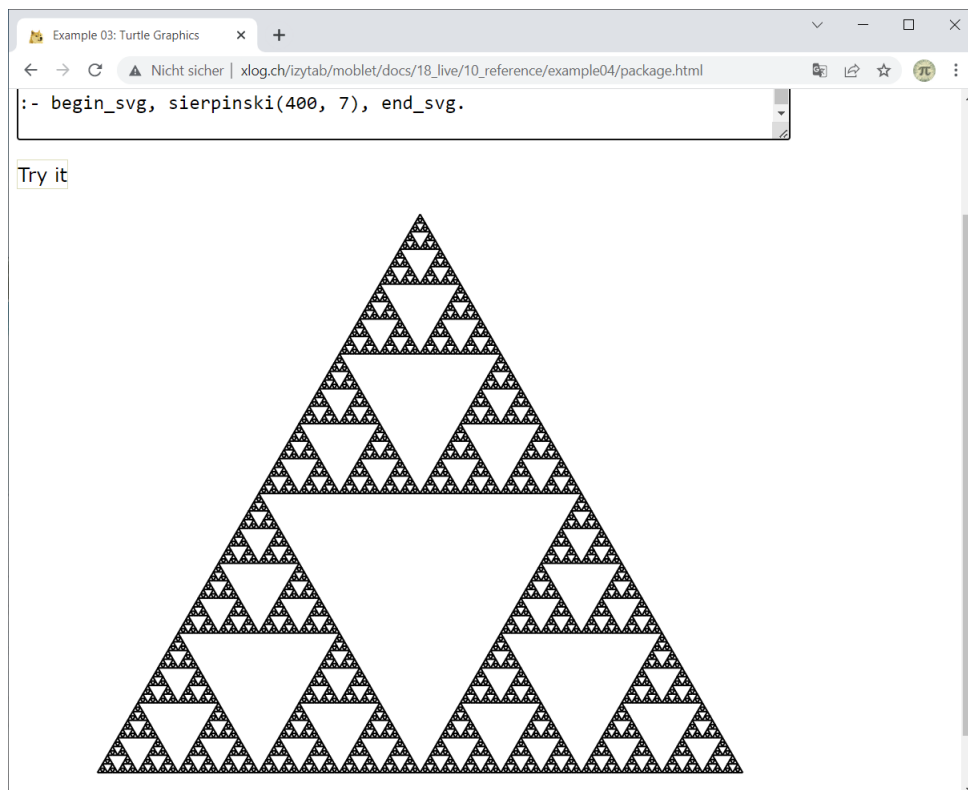 Example 03: Turtle Graphics
Nicht sicher | xlog.ch/izytab/moblet/docs/18_live/10_reference/example04/package.html
π
:- begin_svg, sierpinski(400, 7), end_svg.
Try it